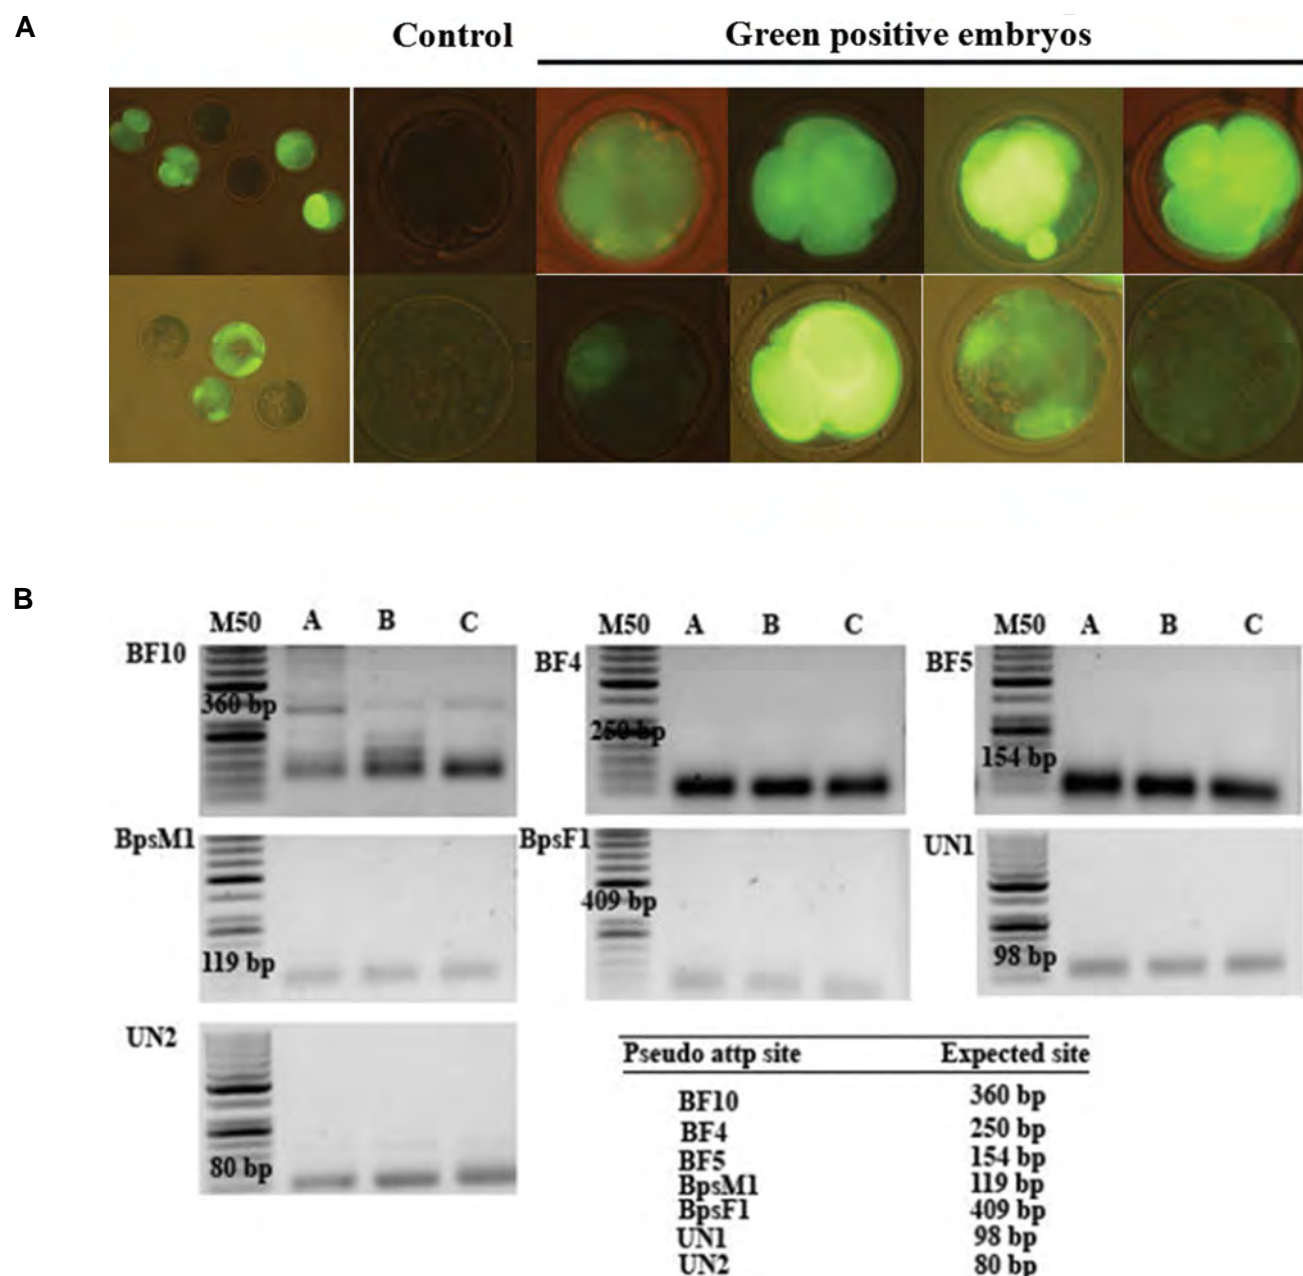 A
Control
Green positive embryos
B
M50 A B C
BF10
360 bp
M50 A B C
BF4
250 bp
M50 A B C
BF5
154 bp
BpsM1
119 bp
BpsF1
409 bp
UN1
98 bp
UN2
80 bp
Pseudo attp site Expected site
BF10 360 bp
BF4 250 bp
BF5 154 bp
BpsM1 119 bp
BpsF1 409 bp
UN1 98 bp
UN2 80 bp